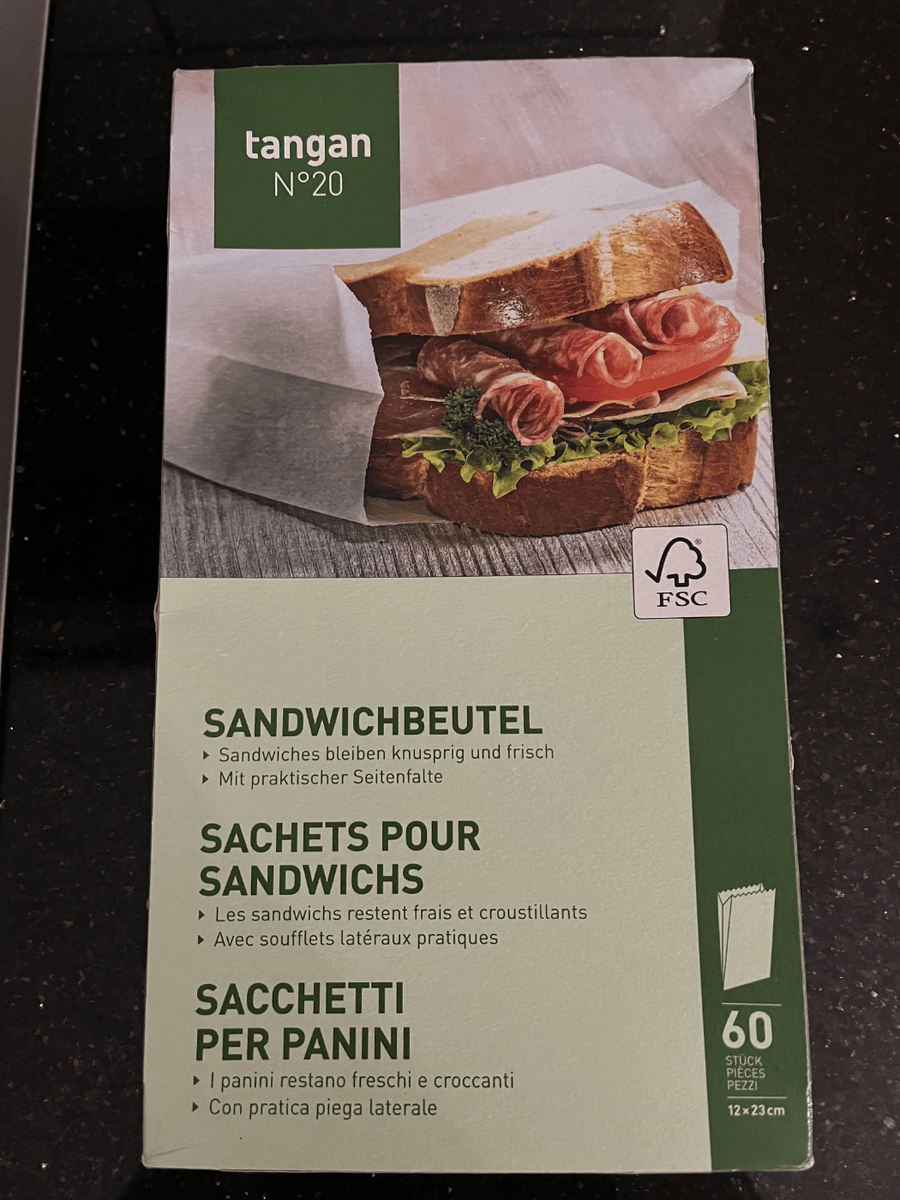 tangan
N°20
FSC
SANDWICHBEUTEL
Sandwiches bleiben knusprig und frisch
Mit praktischer Seitenfalte
SACHETS POUR
SANDWICHS
Les sandwichs restent frais et croustillants
Avec soufflets latéraux pratiques
SACCHETTI
PER PANINI
I panini restano freschi e croccanti
Con pratica piega laterale
60
STÜCK
PIÈCES
PEZZI
12×23cm